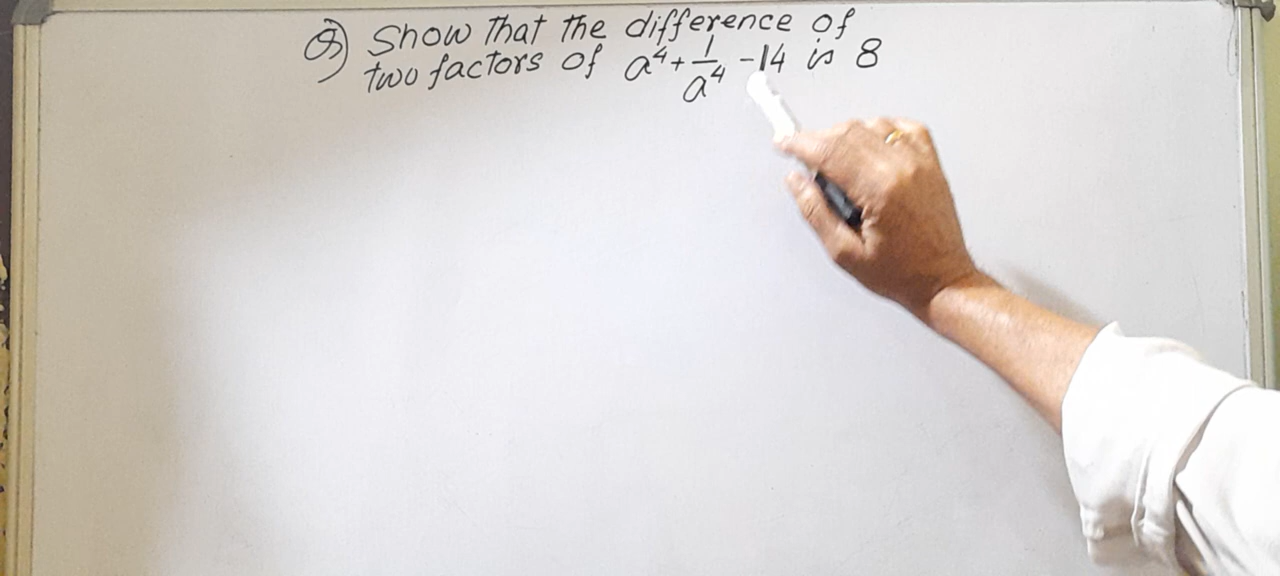 Q) Show that the difference of
two factors of a⁴ + 1/a⁴ - 14 is 8